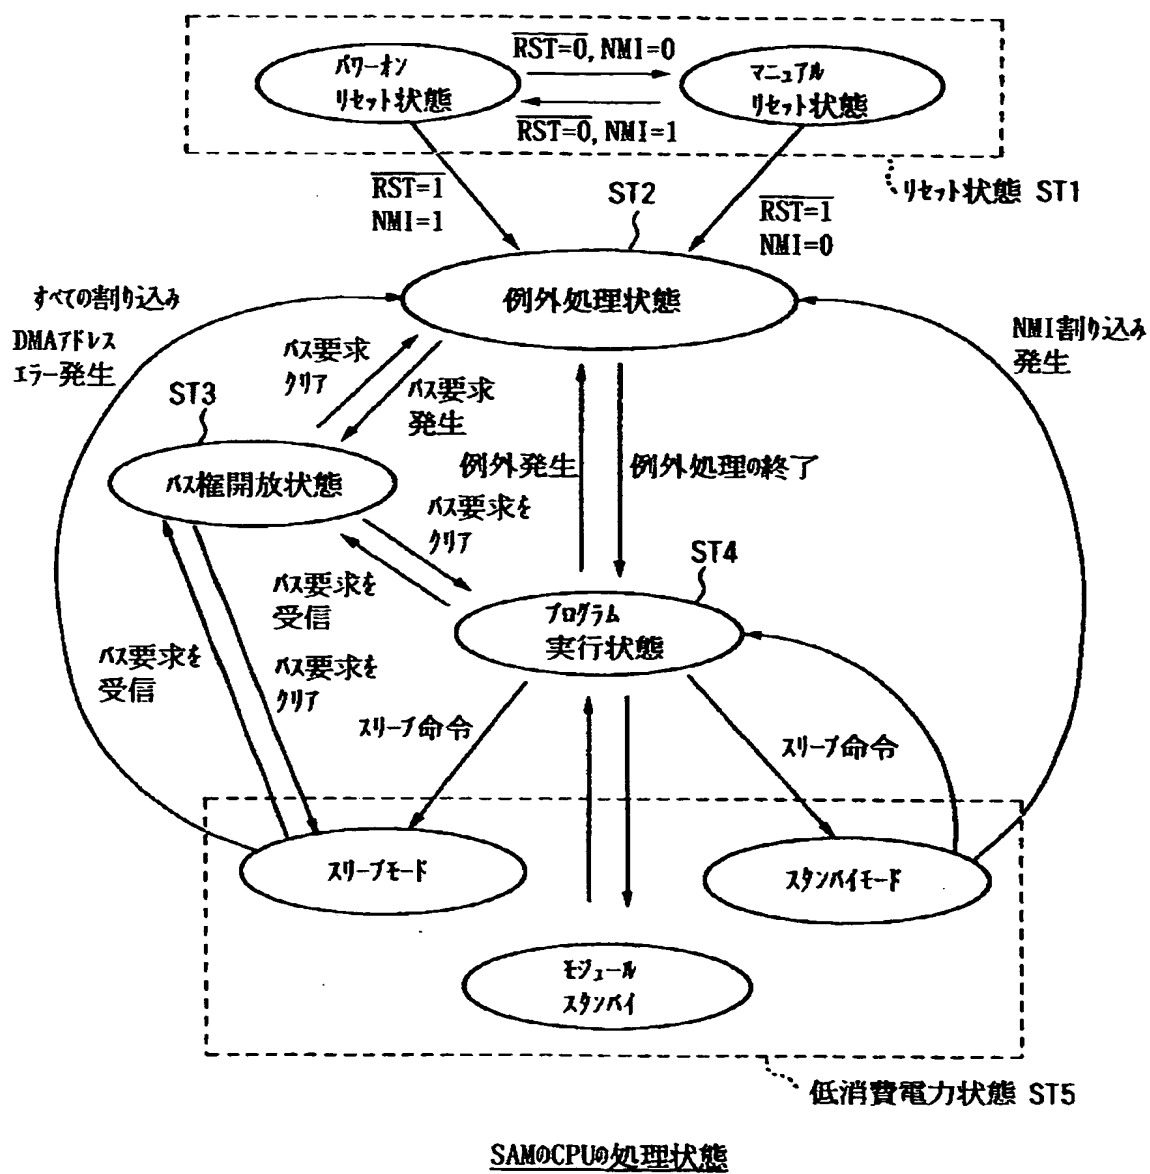 RST=0, NMI=0
パワーオン
リセット状態
マニュアル
リセット状態
RST=0, NMI=1
リセット状態 ST1
RST=1
NMI=1
ST2
RST=1
NMI=0
例外処理状態
すべての割り込み
DMAアドレス
エラー発生
NMI割り込み
発生
バス要求
クリア
バス要求
発生
ST3
例外発生
例外処理の終了
バス権開放状態
バス要求を
クリア
ST4
バス要求を
受信
プログラム
実行状態
バス要求を
受信
バス要求を
クリア
スリープ命令
スリープ命令
スリープモード
スタンバイモード
モジュール
スタンバイ
低消費電力状態 ST5
SAMのCPUの処理状態